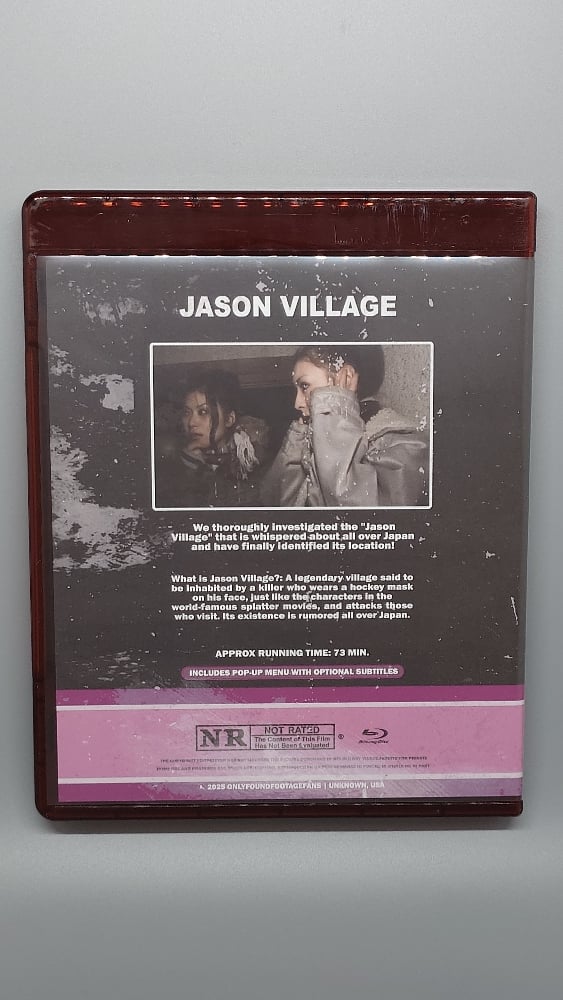 JASON VILLAGE
We thoroughly investigated the "Jason
Village" that is whispered about all over Japan
and have finally identified its location!
What is Jason Village?: A legendary village said to
be inhabited by a killer who wears a hockey mask
on his face, just like the characters in the
world-famous splatter movies, and attacks those
who visit. Its existence is rumored all over Japan.
APPROX RUNNING TIME: 73 MIN.
INCLUDES POP-UP MENU WITH OPTIONAL SUBTITLES
NR NOT RATED
The Content of This Film
Has Not Been Evaluated
®
Blu-ray Disc
2025 ONLYFOUNDFOOTAGEFANS | UNKNOWN, USA